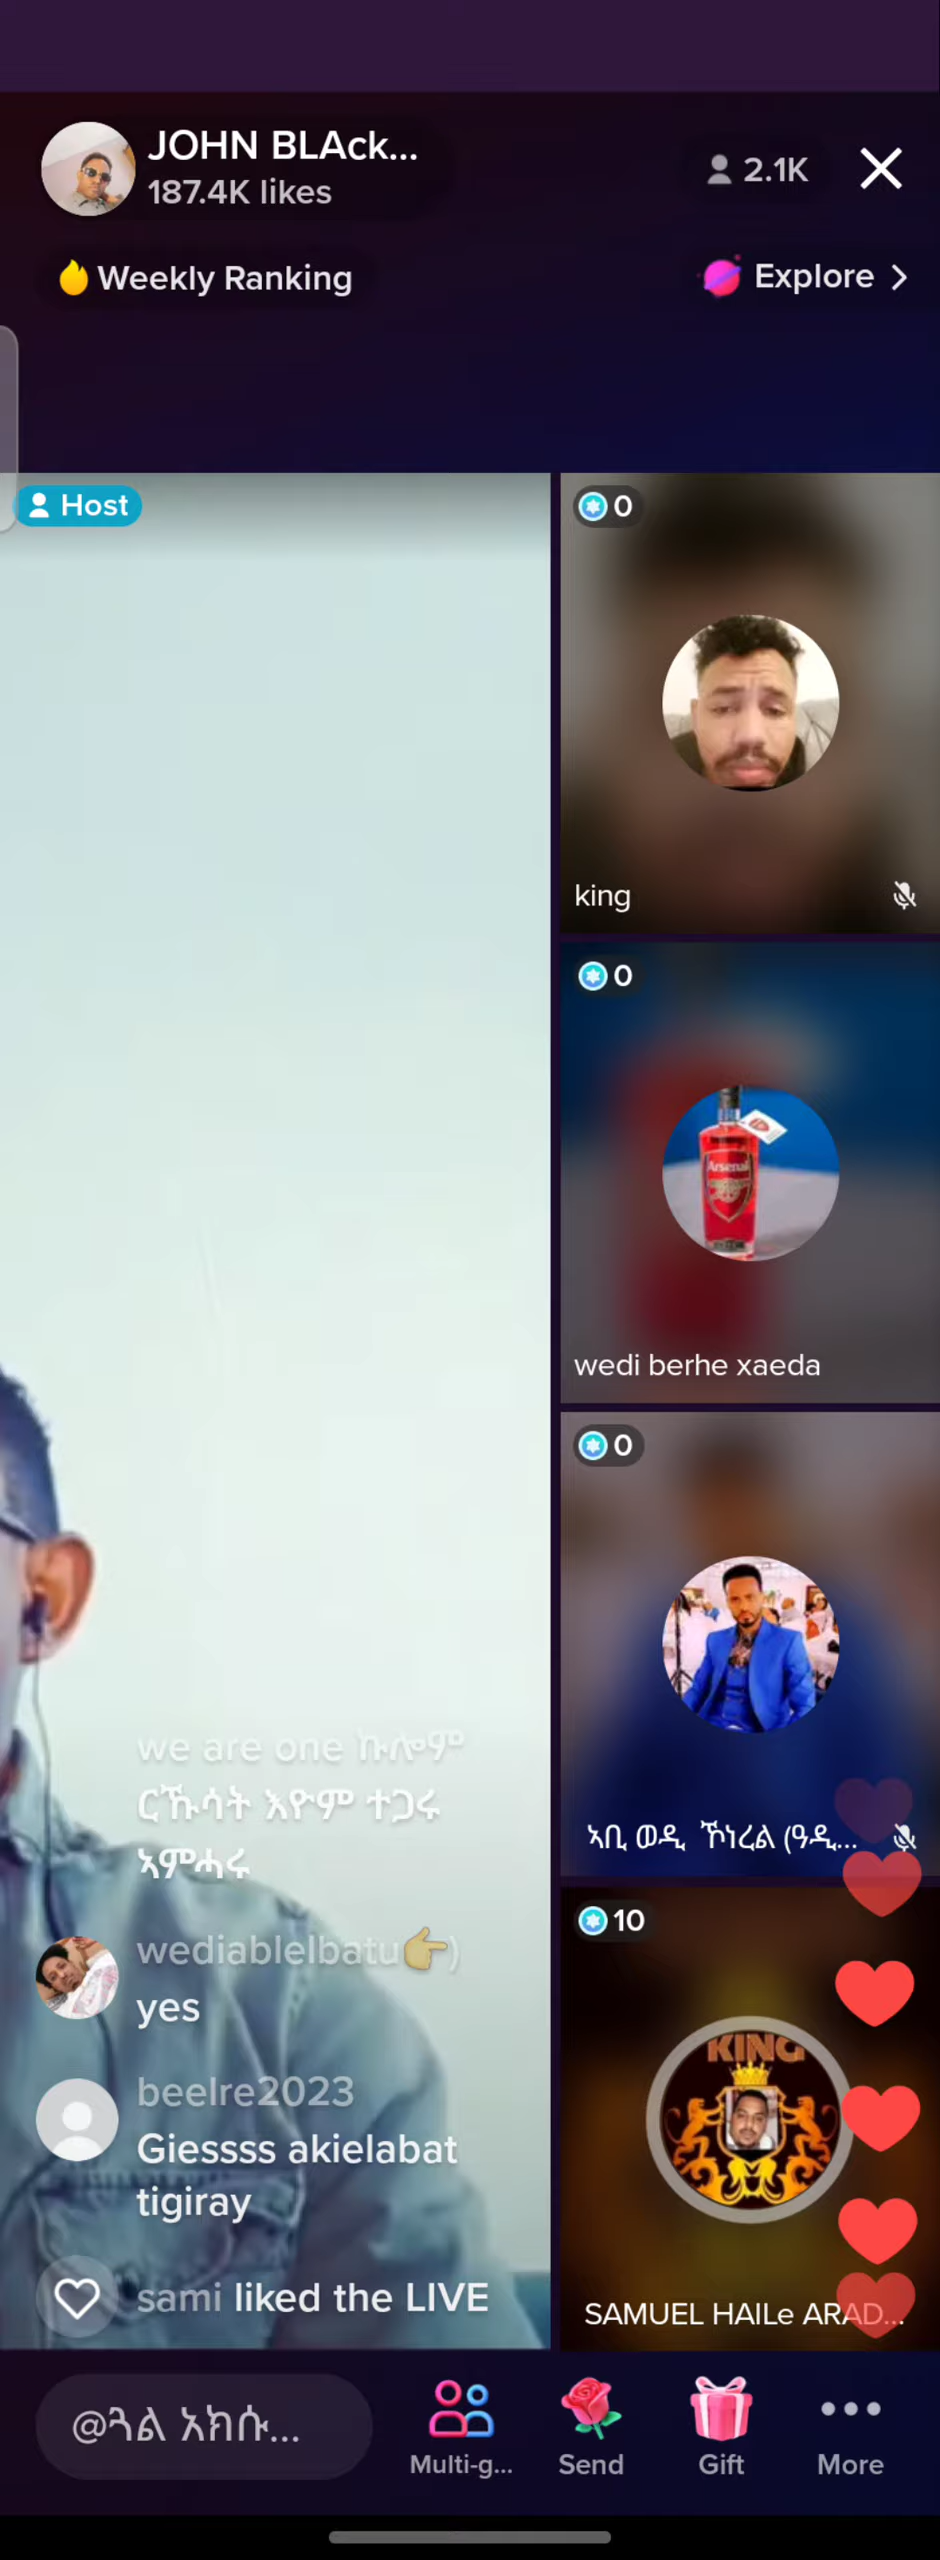 JOHN BLAck...
187.4K likes
2.1K
Weekly Ranking
Explore
Host
0
king
0
Arsenal
wedi berhe xaeda
0
ኣቢ ወዲ ኾነረል (ዓዲ...
10
KING
SAMUEL HAILe ARAD...
we are one ኩሎም
ርኹሳት እዮም ተጋሩ
ኣምሓሩ
wediablelbatu👉)
yes
beelre2023
Giessss akielabat
tigiray
sami liked the LIVE
@ጓል አክሱ...
Multi-g...
Send
Gift
More